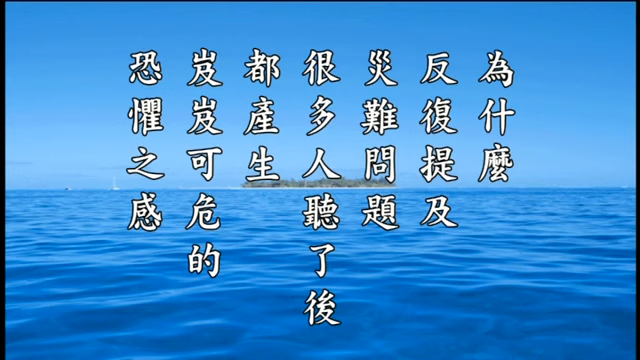 為什麼
反復提及
災難問題
很多人聽了後
都產生
岌岌可危的
恐懼之感